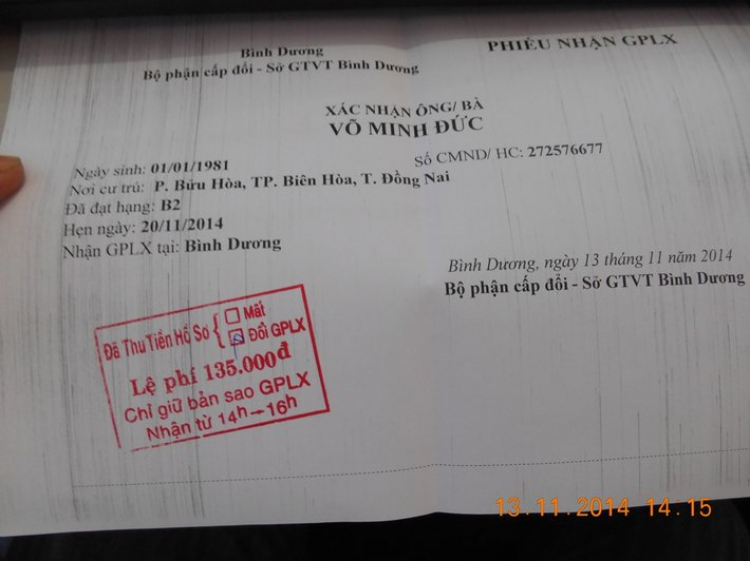 Bình Dương
Bộ phận cấp đổi - Sở GTVT Bình Dương
PHIẾU NHẬN GPLX
XÁC NHẬN ÔNG/ BÀ
VÕ MINH ĐỨC
Ngày sinh: 01/01/1981
Số CMND/ HC: 272576677
Nơi cư trú: P. Bửu Hòa, TP. Biên Hòa, T. Đồng Nai
Đã đạt hạng: B2
Hẹn ngày: 20/11/2014
Nhận GPLX tại: Bình Dương
Bình Dương, ngày 13 tháng 11 năm 2014
Bộ phận cấp đổi - Sở GTVT Bình Dương
Đã Thu Tiền Hồ Sơ { Mất
Đổi GPLX
Lệ phí 135.000đ
Chỉ giữ bản sao GPLX
Nhận từ 14h - 16h
13.11.2014 14:15